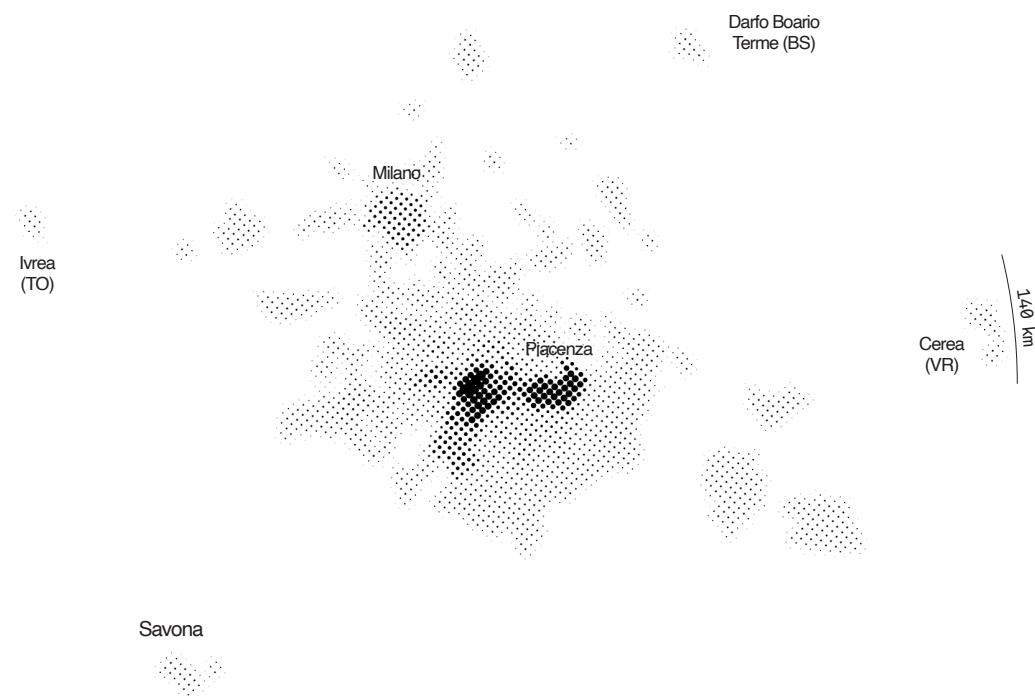 Darfo Boario
Terme (BS)
Milano
Ivrea
(TO)
140 km
Piacenza
Cerea
(VR)
Savona